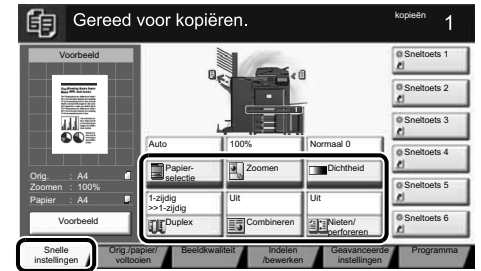 Gereed voor kopiëren.
kopieën
1
Voorbeeld
Orig. : A4
Zoomen : 100%
Papier : A4
Voorbeeld
Auto
100%
Normaal 0
Papier-
selectie
Zoomen
Dichtheid
1-zijdig
>>1-zijdig
Uit
Uit
Duplex
Combineren
Nieten/
perforeren
Sneltoets 1
Sneltoets 2
Sneltoets 3
Sneltoets 4
Sneltoets 5
Sneltoets 6
Snelle
instellingen
Orig./papier/
voltooien
Beeldkwaliteit
Indelen
/bewerken
Geavanceerde
instellingen
Programma